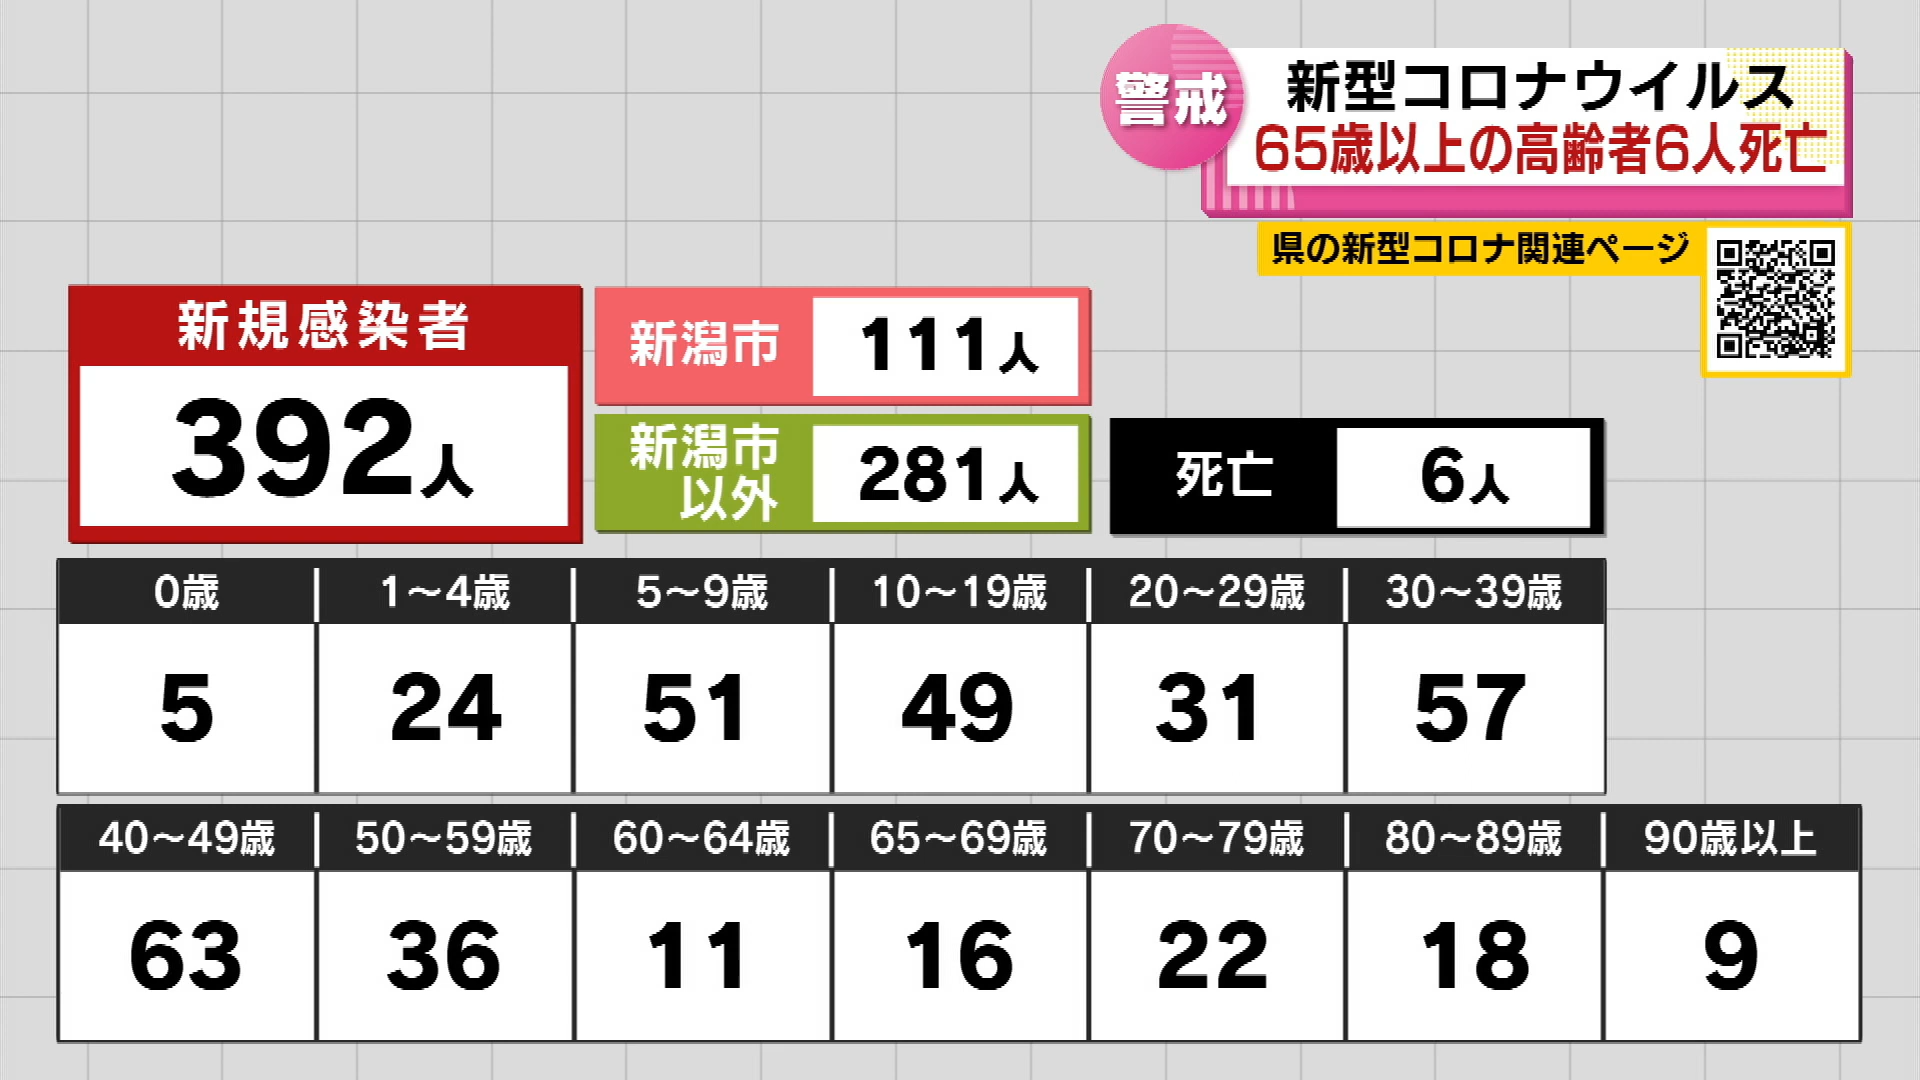 警戒
新型コロナウイルス
65歳以上の高齢者6人死亡
県の新型コロナ関連ページ
新規感染者
392人
新潟市
111人
新潟市
以外
281人
死亡
6人
0歳 1～4歳 5～9歳 10～19歳 20～29歳 30～39歳
5 24 51 49 31 57
40～49歳 50～59歳 60～64歳 65～69歳 70～79歳 80～89歳 90歳以上
63 36 11 16 22 18 9